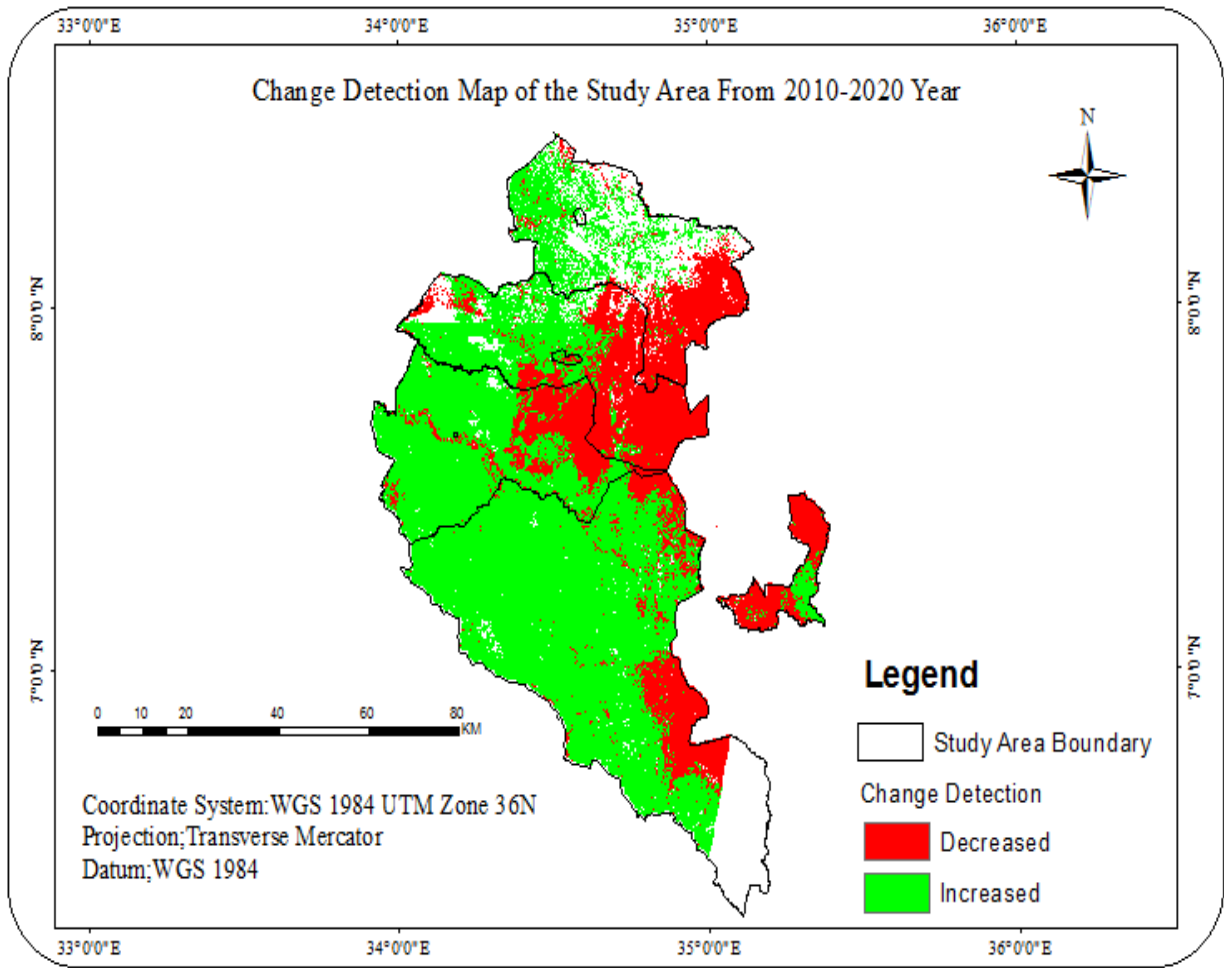 33°0'0"E 34°0'0"E 35°0'0"E 36°0'0"E
Change Detection Map of the Study Area From 2010-2020 Year
N
8°0'0"N 8°0'0"N
7°0'0"N 7°0'0"N
Legend
Study Area Boundary
Change Detection
Decreased
Increased
0 10 20 40 60 80
KM
Coordinate System:WGS 1984 UTM Zone 36N
Projection;Transverse Mercator
Datum;WGS 1984
33°0'0"E 34°0'0"E 35°0'0"E 36°0'0"E